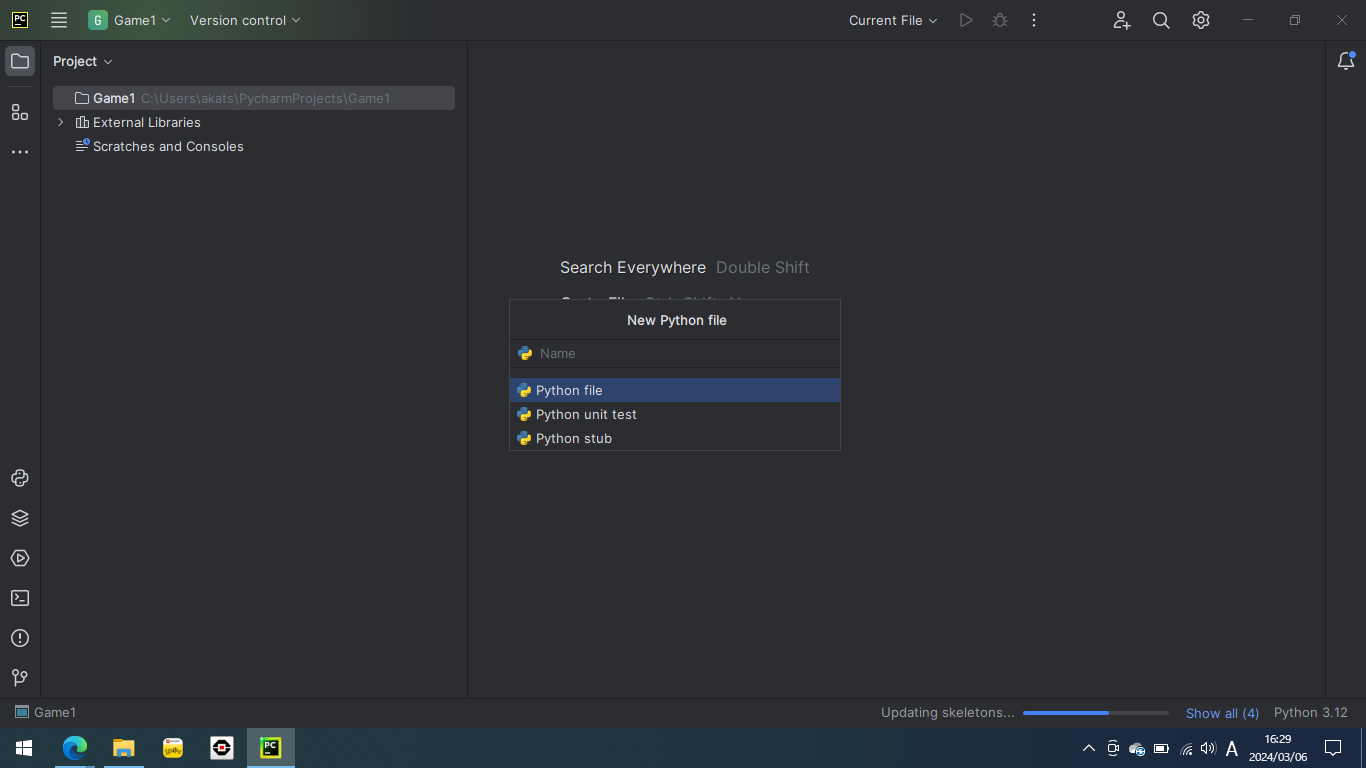 PC
G Game1 Version control Current File
Project
Game1 C:\Users\akats\PycharmProjects\Game1
External Libraries
Scratches and Consoles
Search Everywhere Double Shift
New Python file
Name
Python file
Python unit test
Python stub
Game1 Updating skeletons... Show all (4) Python 3.12
PC A 16:29
2024/03/06